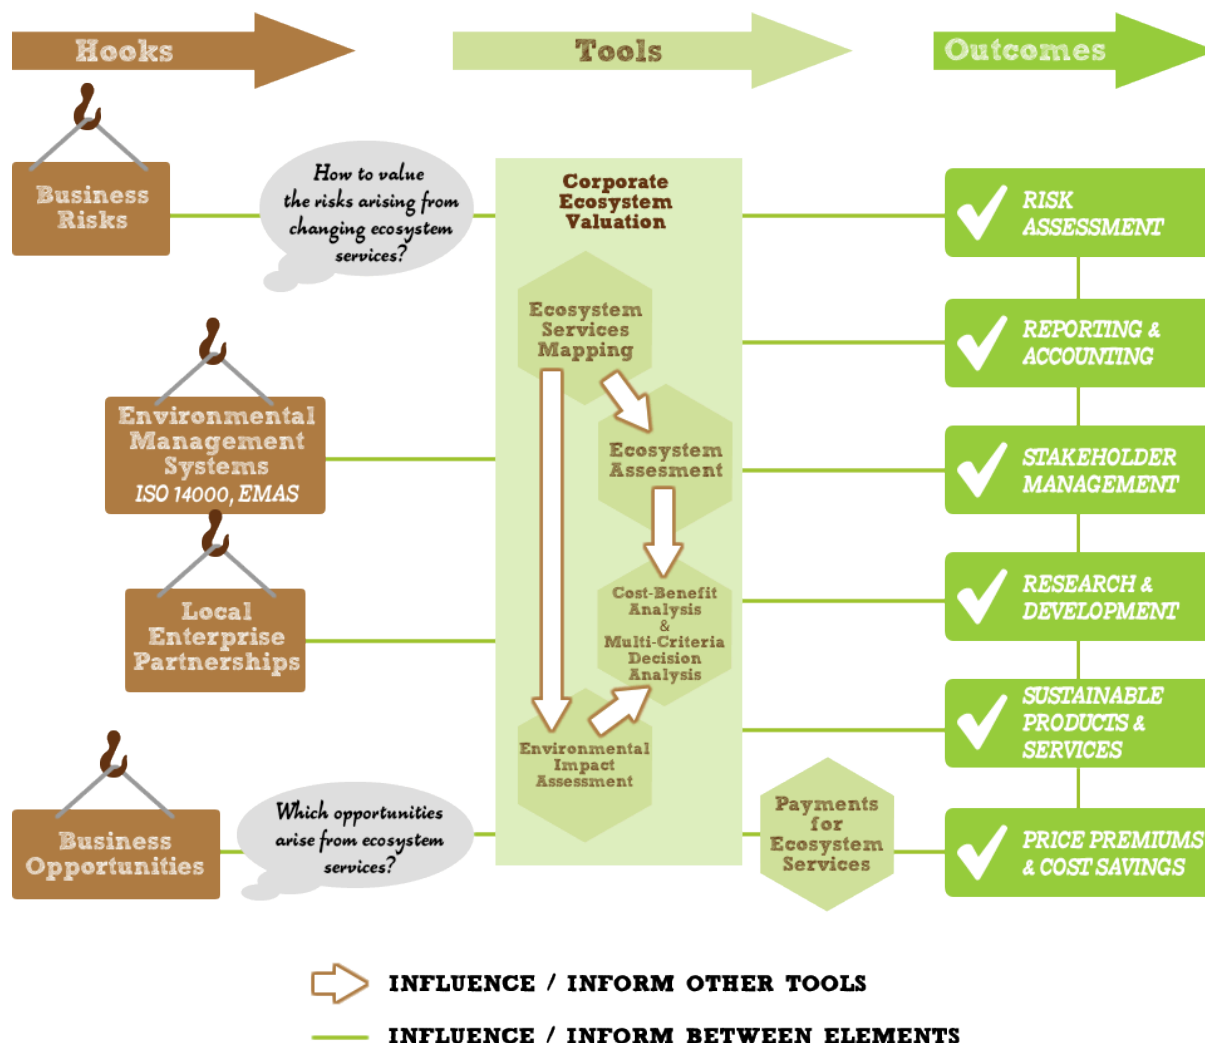 Hooks
Tools
Outcomes
Business
Risks
How to value
the risks arising from
changing ecosystem
services?
Corporate
Ecosystem
Valuation
RISK
ASSESSMENT
Ecosystem
Services
Mapping
REPORTING &
ACCOUNTING
Environmental
Management
Systems
ISO 14000, EMAS
Ecosystem
Assesment
STAKEHOLDER
MANAGEMENT
Local
Enterprise
Partnerships
Cost-Benefit
Analysis
&
Multi-Criteria
Decision
Analysis
RESEARCH &
DEVELOPMENT
Environmental
Impact
Assessment
SUSTAINABLE
PRODUCTS &
SERVICES
Business
Opportunities
Which opportunities
arise from ecosystem
services?
Payments
for
Ecosystem
Services
PRICE PREMIUMS
& COST SAVINGS
INFLUENCE / INFORM OTHER TOOLS
INFLUENCE / INFORM BETWEEN ELEMENTS